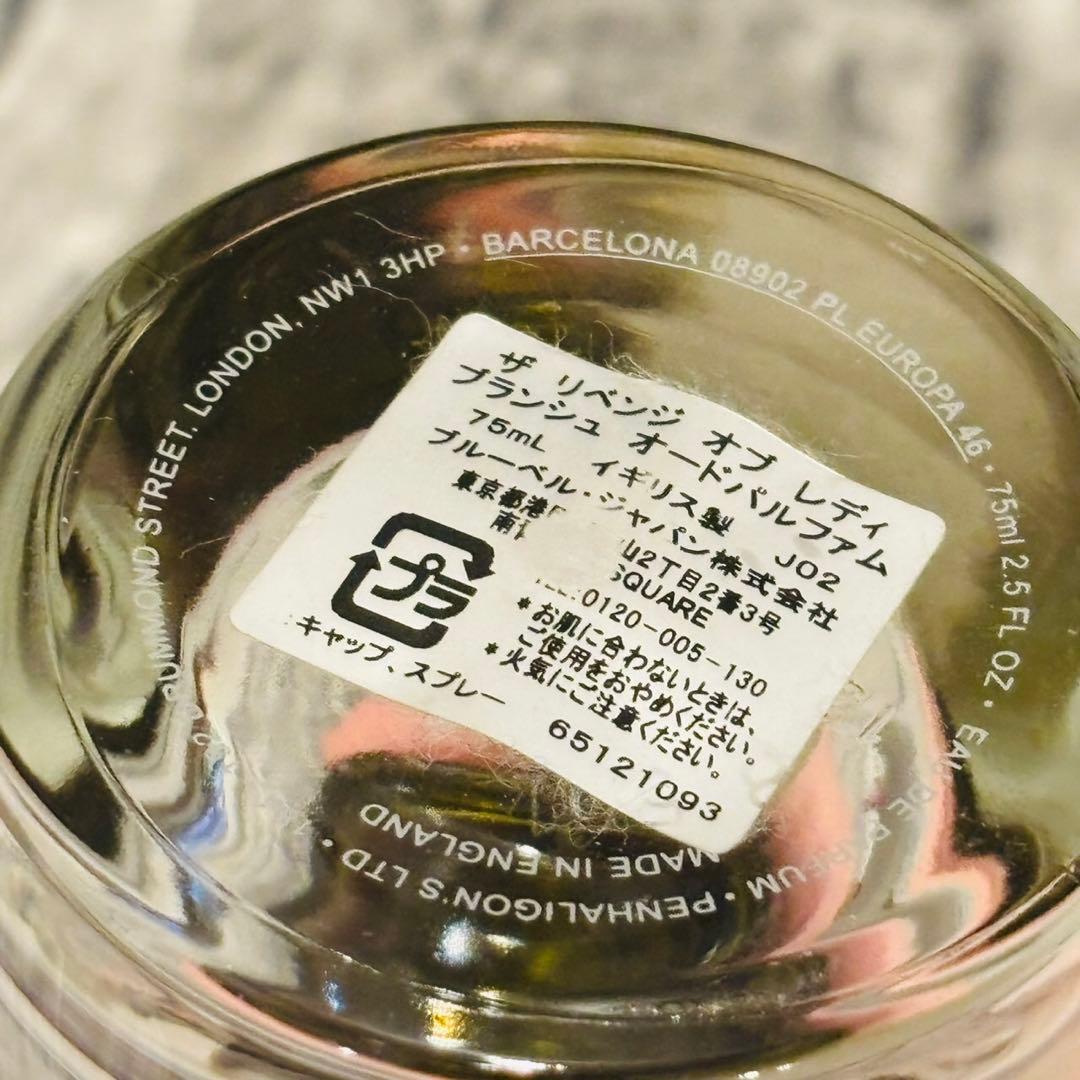 ザ リベンジ オブ レディ
ブランシュ オードパルファム
75mL イギリス製 J02
ブルーベル・ジャパン株式会社
東京都港
南 山2丁目2番3号
SQUARE
0120-005-130
*お肌に合わないときは、
ご使用をおやめください。
*火気にご注意ください。
プラ
キャップ、スプレー
65121093
DRUMMOND STREET. LONDON, NW1 3HP • BARCELONA 08902 PL EUROPA 46 • 75ml 2.5 FL OZ • EAU DE
RFUM • PENHALIGON'S LTD •
MADE IN ENGLAND